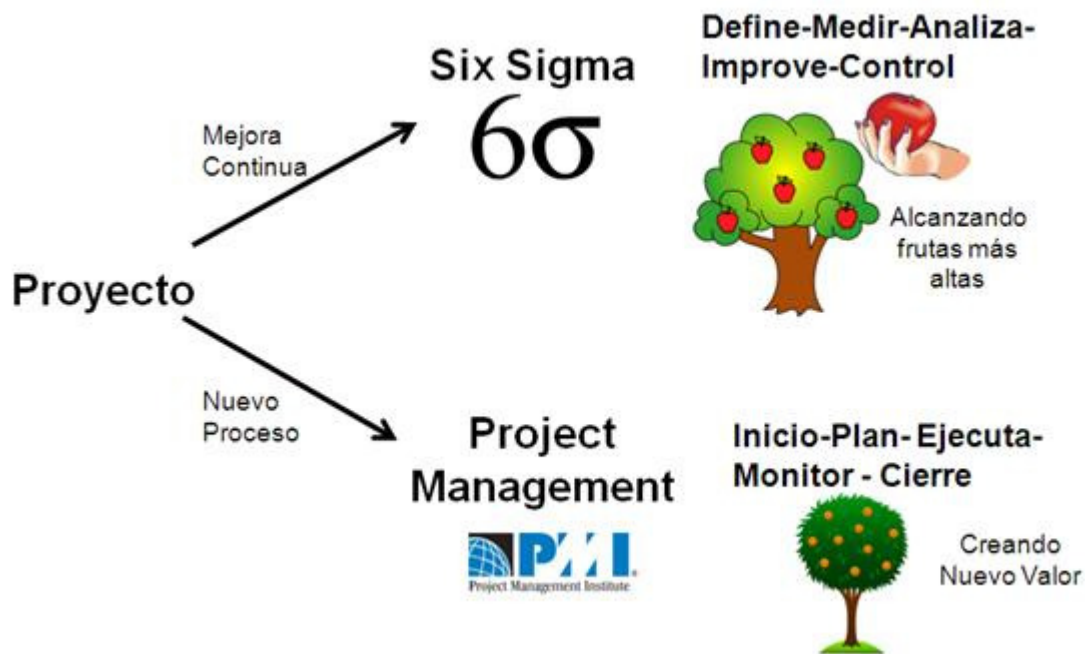 Six Sigma
6σ
Define-Medir-Analiza-
Improve-Control
Mejora
Continua
Alcanzando
frutas más
altas
Proyecto
Nuevo
Proceso
Project
Management
PMI
Project Management Institute
Inicio-Plan- Ejecuta-
Monitor - Cierre
Creando
Nuevo Valor